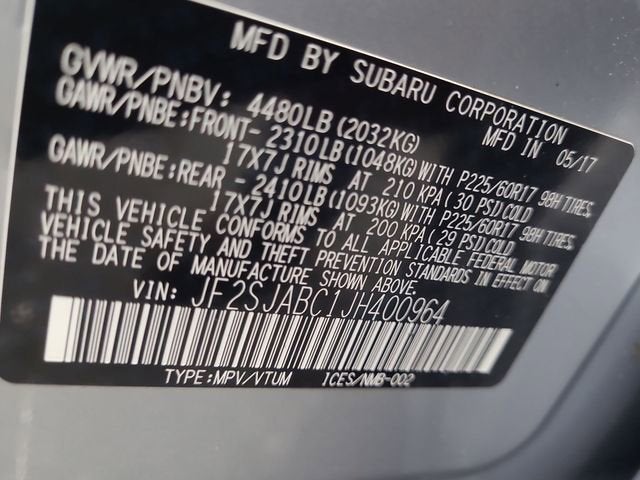 MFD BY SUBARU CORPORATION
GVWR/PNBV: 4480LB (2032KG) MFD IN 05/17
GAWR/PNBE:FRONT- 2310LB(1048KG)WITH P225/60R17 98H TIRES,
17X7J RIMS AT 210 KPA( 30 PSI)COLD
GAWR/PNBE:REAR - 2410LB(1093KG)WITH P225/60R17 98H TIRES,
17X7J RIMS AT 200 KPA( 29 PSI)COLD
THIS VEHICLE CONFORMS TO ALL APPLICABLE FEDERAL MOTOR
VEHICLE SAFETY AND THEFT PREVENTION STANDARDS IN EFFECT ON
THE DATE OF MANUFACTURE SHOWN ABOVE.
VIN: JF2SJABC1JH400964
TYPE:MPV/VTUM ICES/NMB-002